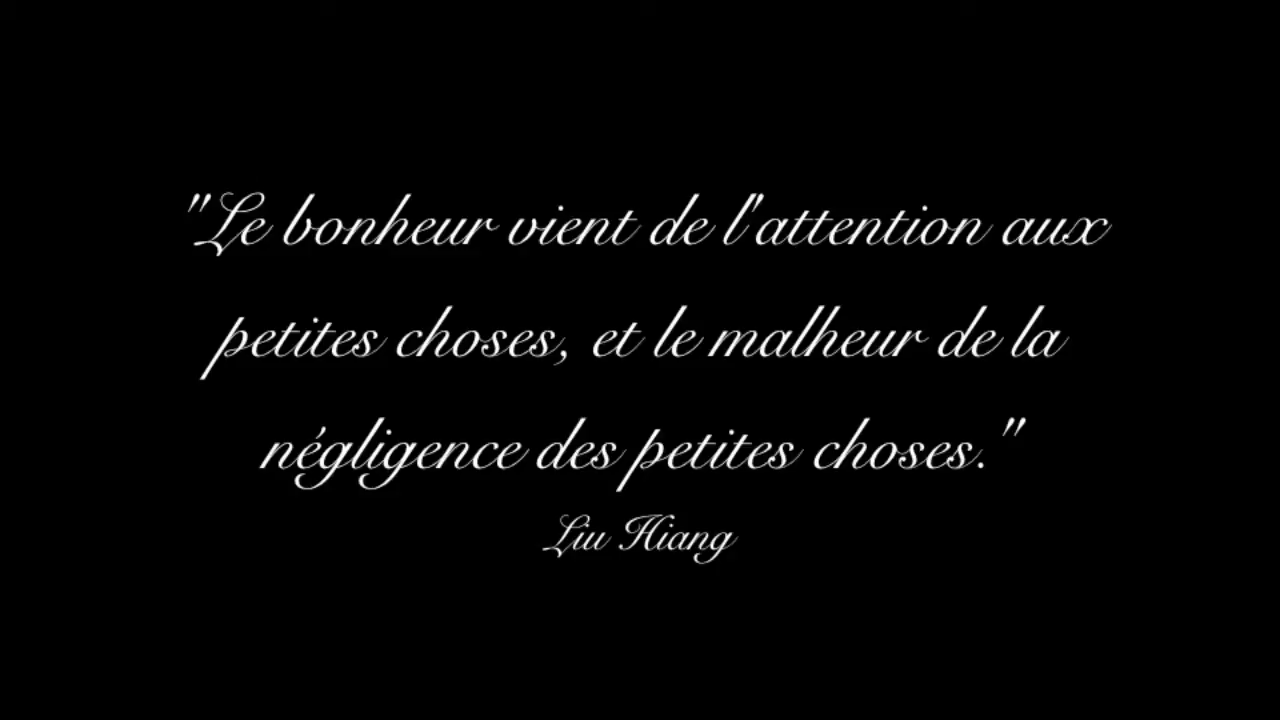 "Le bonheur vient de l'attention aux
petites choses, et le malheur de la
négligence des petites choses."
Liu Hiang